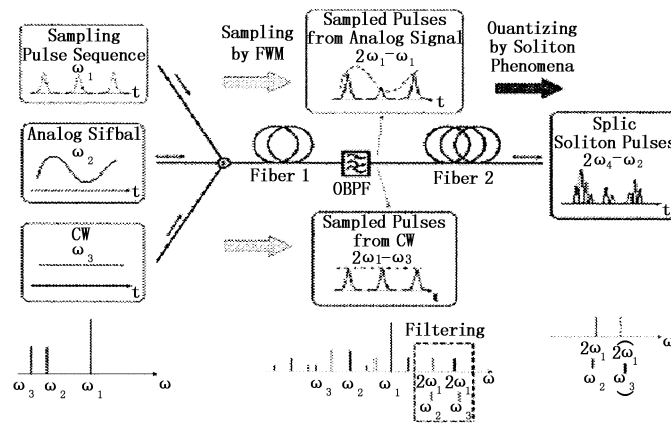 Sampling
Pulse Sequence
ω1
t
Analog Sifbal
ω2
t
CW
ω3
t
Sampling
by FWM
Sampled Pulses
from Analog Signal
2ω1−ω1
t
Quantizing
by Soliton
Phenomena
Fiber 1
OBPF
Fiber 2
Splic
Soliton Pulses
2ω4−ω2
t
Sampled Pulses
from CW
2ω1−ω3
t
Filtering
ω3 ω2 ω1 ω
ω3 ω2 ω1 2ω1 2ω1 ω
ω2 ω3
ω
2ω1 (2ω1
ω2 ω3)